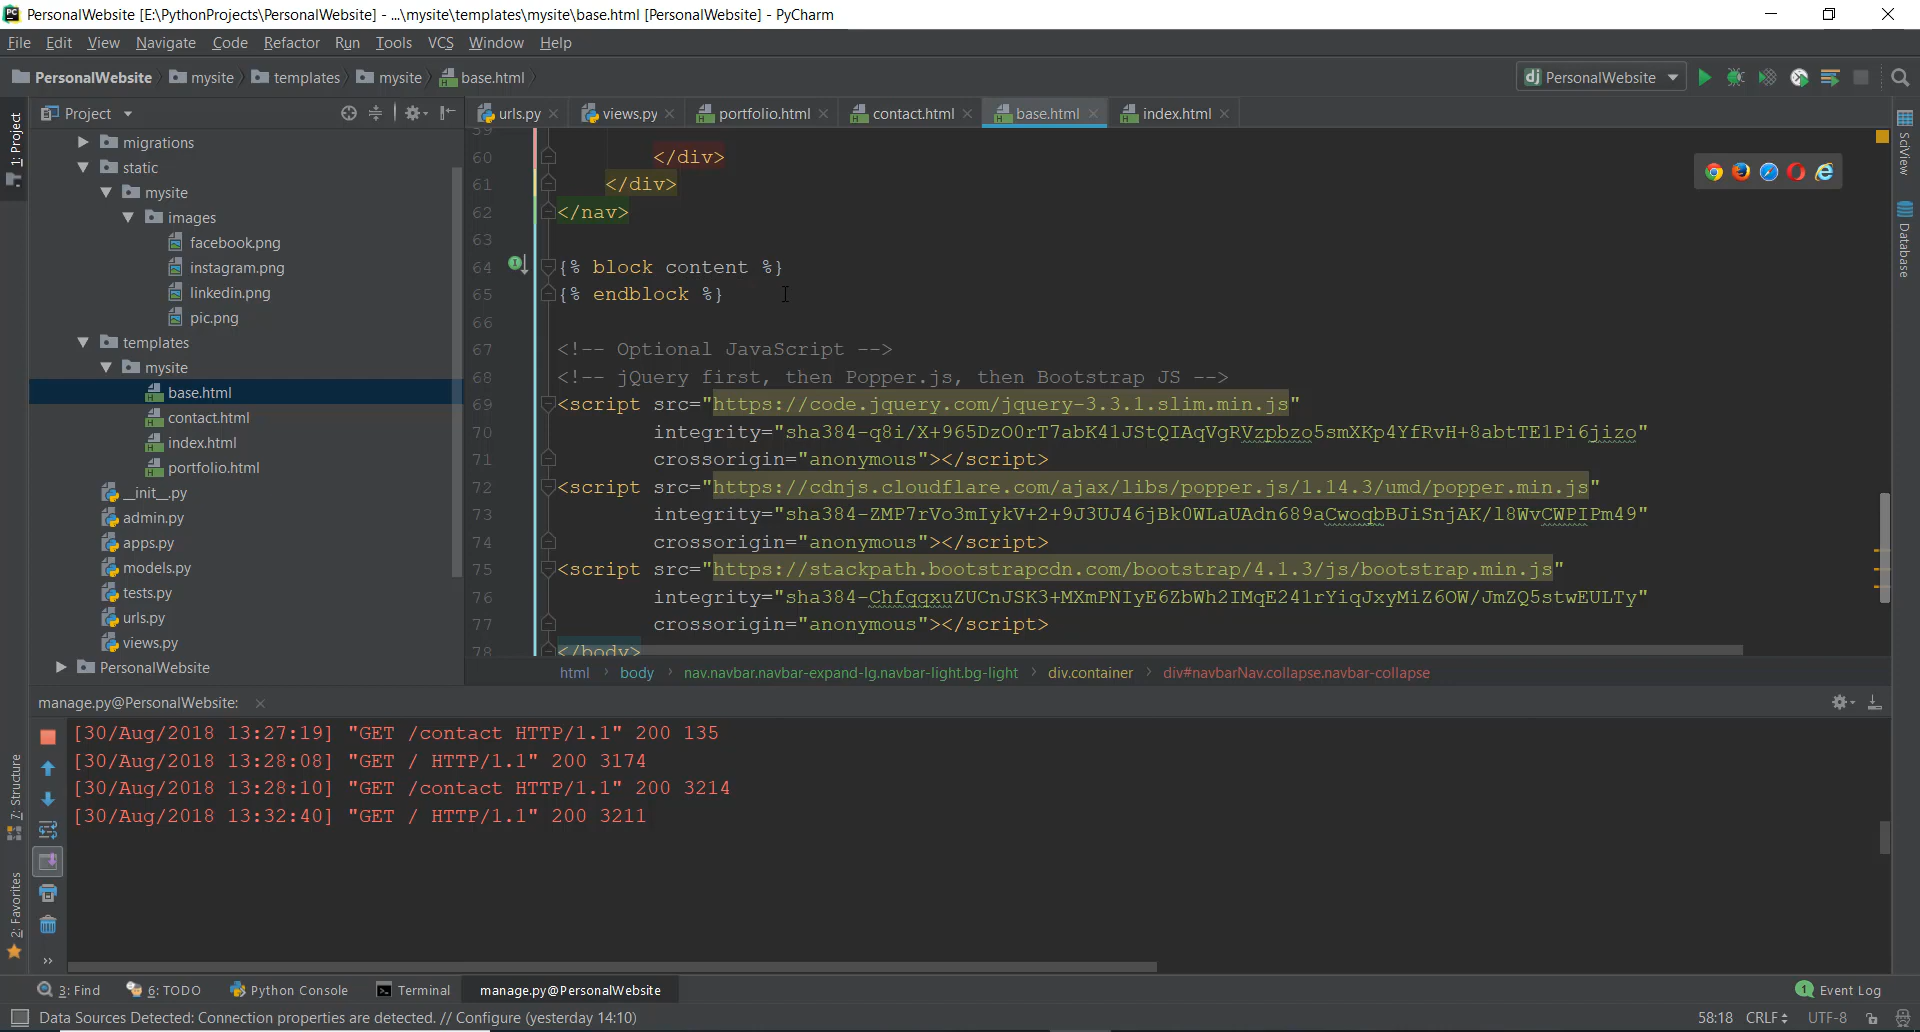 PersonalWebsite [E:\PythonProjects\PersonalWebsite] - ...\mysite\templates\mysite\base.html [PersonalWebsite] - PyCharm
File Edit View Navigate Code Refactor Run Tools VCS Window Help
PersonalWebsite mysite templates mysite base.html
PersonalWebsite
Project
urls.py views.py portfolio.html contact.html base.html index.html
1: Project
migrations
static
mysite
images
facebook.png
instagram.png
linkedin.png
pic.png
templates
mysite
base.html
contact.html
index.html
portfolio.html
__init__.py
admin.py
apps.py
models.py
tests.py
urls.py
views.py
PersonalWebsite
59
60 </div>
61 </div>
62 </nav>
63
64 {% block content %}
65 {% endblock %}
66
67 <!-- Optional JavaScript -->
68 <!-- jQuery first, then Popper.js, then Bootstrap JS -->
69 <script src="https://code.jquery.com/jquery-3.3.1.slim.min.js"
70 integrity="sha384-q8i/X+965DzO0rT7abK41JStQIAqVgRVzpbzo5smXKp4YfRvH+8abtTE1Pi6jizo"
71 crossorigin="anonymous"></script>
72 <script src="https://cdnjs.cloudflare.com/ajax/libs/popper.js/1.14.3/umd/popper.min.js"
73 integrity="sha384-ZMP7rVo3mIykV+2+9J3UJ46jBk0WLaUAdn689aCwoqbBJiSnjAK/l8WvCWPIPm49"
74 crossorigin="anonymous"></script>
75 <script src="https://stackpath.bootstrapcdn.com/bootstrap/4.1.3/js/bootstrap.min.js"
76 integrity="sha384-ChfqqxuZUCnJSK3+MXmPNIyE6ZbWh2IMqE241rYiqJxyMiZ6OW/JmZQ5stwEULTy"
77 crossorigin="anonymous"></script>
78 </body>
html body nav.navbar.navbar-expand-lg.navbar-light.bg-light div.container div#navbarNav.collapse.navbar-collapse
SciView
Database
manage.py@PersonalWebsite:
[30/Aug/2018 13:27:19] "GET /contact HTTP/1.1" 200 135
[30/Aug/2018 13:28:08] "GET / HTTP/1.1" 200 3174
[30/Aug/2018 13:28:10] "GET /contact HTTP/1.1" 200 3214
[30/Aug/2018 13:32:40] "GET / HTTP/1.1" 200 3211
7: Structure
2: Favorites
3: Find 6: TODO Python Console Terminal manage.py@PersonalWebsite 1 Event Log
Data Sources Detected: Connection properties are detected. // Configure (yesterday 14:10) 58:18 CRLF UTF-8